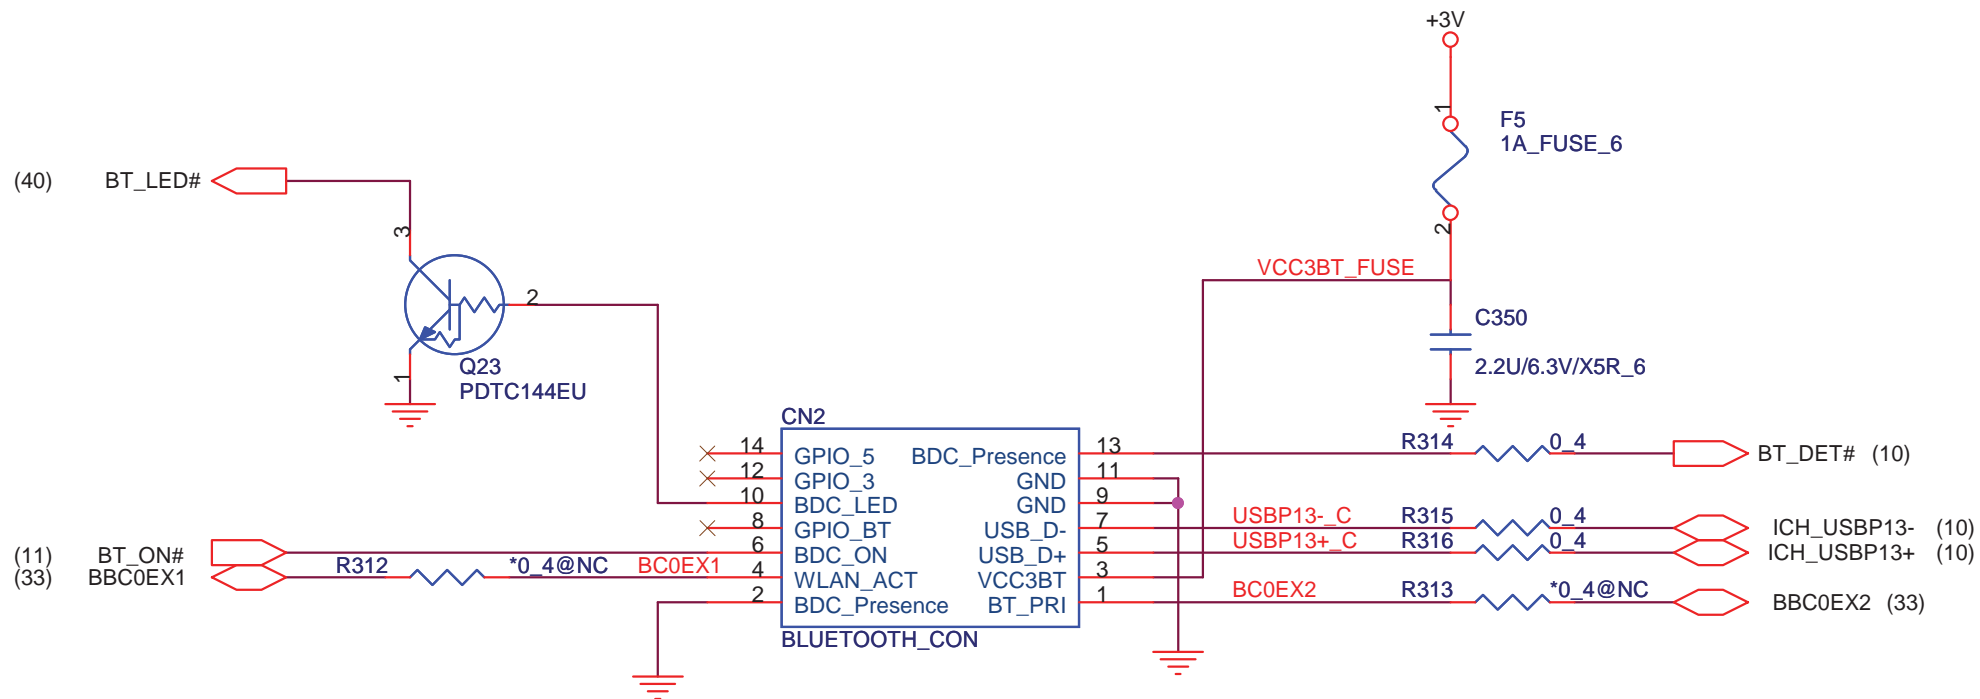 +3V
1
F5
1A_FUSE_6
(40) BT_LED#
3
2
VCC3BT_FUSE
2
C350
2.2U/6.3V/X5R_6
1
Q23
PDTC144EU
CN2
14 GPIO_5 BDC_Presence 13 R314 0_4 BT_DET# (10)
12 GPIO_3 GND 11
10 BDC_LED GND 9
8 GPIO_BT USB_D- 7 USBP13-_C R315 0_4 ICH_USBP13- (10)
(11) BT_ON# 6 BDC_ON USB_D+ 5 USBP13+_C R316 0_4 ICH_USBP13+ (10)
(33) BBC0EX1 R312 *0_4@NC BC0EX1 4 WLAN_ACT VCC3BT 3
2 BDC_Presence BT_PRI 1 BC0EX2 R313 *0_4@NC BBC0EX2 (33)
BLUETOOTH_CON